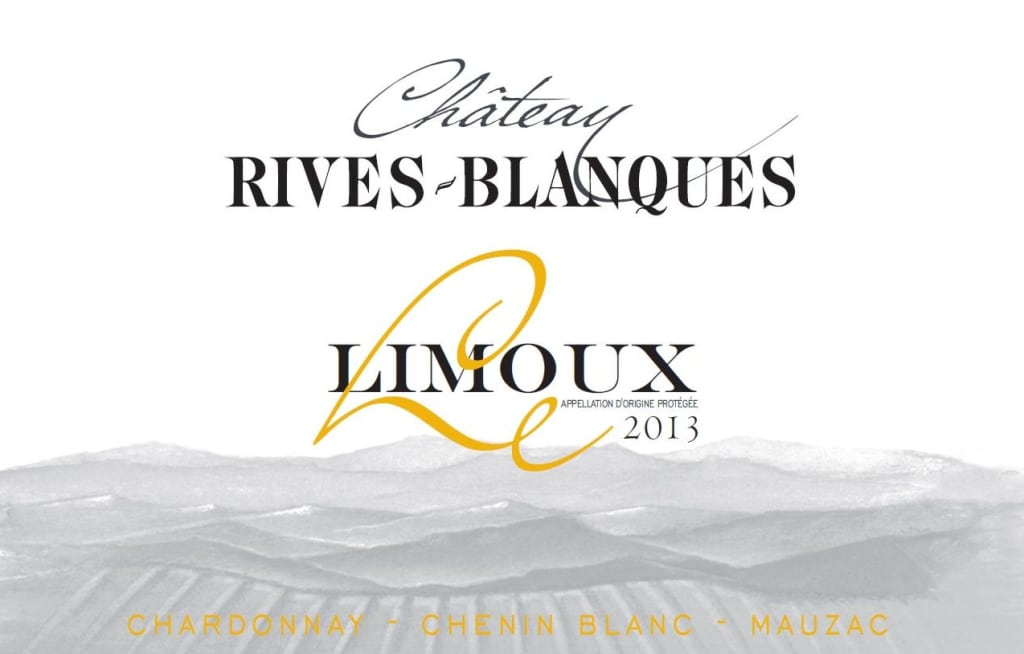 Château
RIVES-BLANQUES
Le
LIMOUX
APPELLATION D'ORIGINE PROTÉGÉE
2013
CHARDONNAY - CHENIN BLANC - MAUZAC